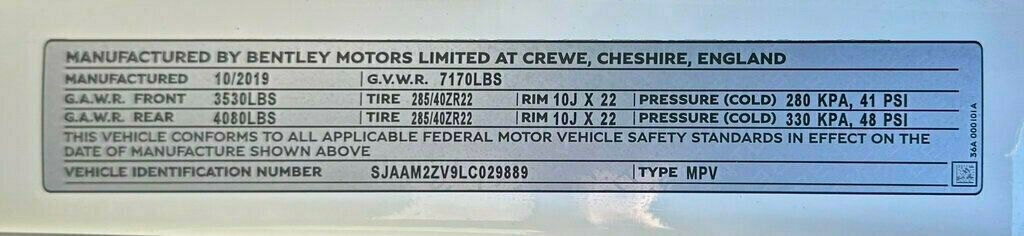 MANUFACTURED BY BENTLEY MOTORS LIMITED AT CREWE, CHESHIRE, ENGLAND
MANUFACTURED 10/2019 G.V.W.R. 7170LBS
G.A.W.R. FRONT 3530LBS TIRE 285/40ZR22 RIM 10J X 22 PRESSURE (COLD) 280 KPA, 41 PSI
G.A.W.R. REAR 4080LBS TIRE 285/40ZR22 RIM 10J X 22 PRESSURE (COLD) 330 KPA, 48 PSI
THIS VEHICLE CONFORMS TO ALL APPLICABLE FEDERAL MOTOR VEHICLE SAFETY STANDARDS IN EFFECT ON THE
DATE OF MANUFACTURE SHOWN ABOVE
VEHICLE IDENTIFICATION NUMBER SJAAM2ZV9LC029889 TYPE MPV
36A 000101A